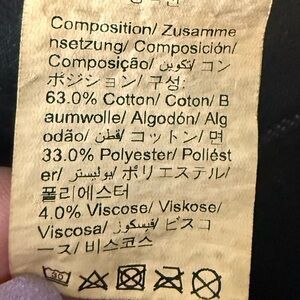 Composition/ Zusamme
nsetzung/ Composición/
Composição/ تكوين/ コン
ポジション/ 구성:
63.0% Cotton/ Coton/ B
aumwolle/ Algodón/ Alg
odão/ قطن/ コットン/ 면
33.0% Polyester/ Poliést
er/ بوليستر/ ポリエステル/
폴리에스테
4.0% Viscose/ Viskose/
Viscosa/ فيسكوز/ ビスコ
ース/ 비스코스